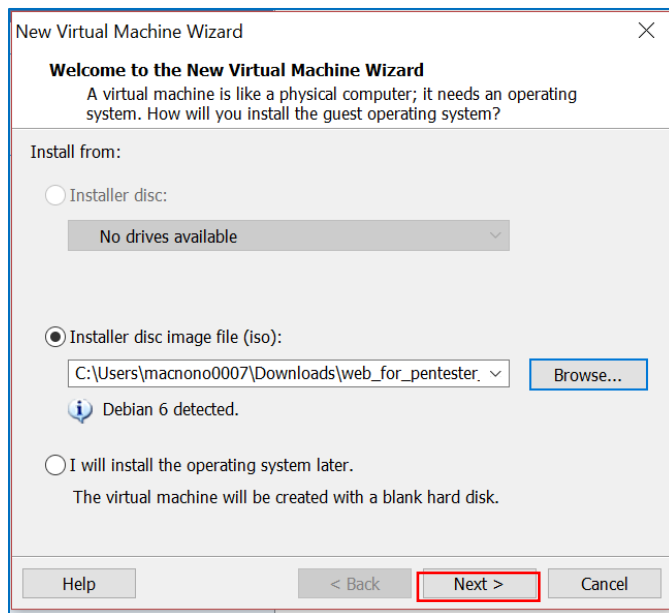 New Virtual Machine Wizard
Welcome to the New Virtual Machine Wizard
A virtual machine is like a physical computer; it needs an operating
system. How will you install the guest operating system?
Install from:
Installer disc:
No drives available
Installer disc image file (iso):
C:\Users\macnono0007\Downloads\web_for_pentester_
Browse...
Debian 6 detected.
I will install the operating system later.
The virtual machine will be created with a blank hard disk.
Help
< Back
Next >
Cancel